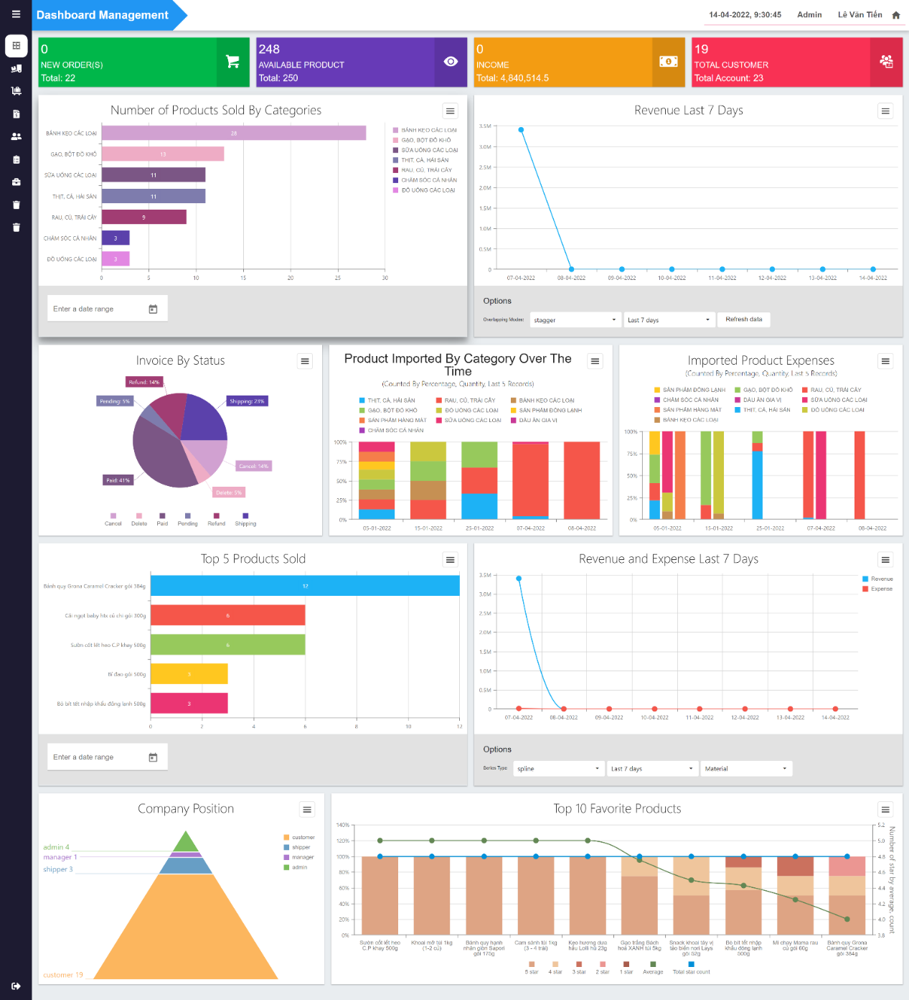 Dashboard Management
14-04-2022, 9:30:45 Admin Lê Văn Tiến
0
NEW ORDER(S)
Total: 22
248
AVAILABLE PRODUCT
Total: 250
0
INCOME
Total: 4,840,514.5
19
TOTAL CUSTOMER
Total Account: 23
Number of Products Sold By Categories
BÁNH KẸO CÁC LOẠI
GẠO, BỘT ĐỒ KHÔ
SỮA UỐNG CÁC LOẠI
THỊT, CÁ, HẢI SẢN
RAU, CỦ, TRÁI CÂY
CHĂM SÓC CÁ NHÂN
ĐỒ UỐNG CÁC LOẠI
28
13
11
11
9
3
3
0 5 10 15 20 25 30
BÁNH KẸO CÁC LOẠI
GẠO, BỘT ĐỒ KHÔ
SỮA UỐNG CÁC LOẠI
THỊT, CÁ, HẢI SẢN
RAU, CỦ, TRÁI CÂY
CHĂM SÓC CÁ NHÂN
ĐỒ UỐNG CÁC LOẠI
Enter a date range
Revenue Last 7 Days
3.5M
3.0M
2.5M
2.0M
1.5M
1.0M
0.5M
0
07-04-2022 08-04-2022 09-04-2022 10-04-2022 11-04-2022 12-04-2022 13-04-2022 14-04-2022
Options
Overlapping Modes: stagger Last 7 days Refresh data
Invoice By Status
Refund: 14%
Pending: 5%
Shipping: 23%
Cancel: 14%
Paid: 41%
Delete: 5%
Cancel Delete Paid Pending Refund Shipping
Product Imported By Category Over The
Time
(Counted By Percentage, Quantity, Last 5 Records)
THỊT, CÁ, HẢI SẢN RAU, CỦ, TRÁI CÂY BÁNH KẸO CÁC LOẠI
GẠO, BỘT ĐỒ KHÔ ĐỒ UỐNG CÁC LOẠI SẢN PHẨM ĐÔNG LẠNH
SẢN PHẨM HÀNG MÁT SỮA UỐNG CÁC LOẠI DẦU ĂN GIA VỊ
CHĂM SÓC CÁ NHÂN
100%
75%
50%
25%
0%
05-01-2022 15-01-2022 25-01-2022 07-04-2022 08-04-2022
Imported Product Expenses
(Counted By Percentage, Quantity, Last 5 Records)
SẢN PHẨM ĐÔNG LẠNH GẠO, BỘT ĐỒ KHÔ RAU, CỦ, TRÁI CÂY
CHĂM SÓC CÁ NHÂN DẦU ĂN GIA VỊ SỮA UỐNG CÁC LOẠI
SẢN PHẨM HÀNG MÁT THỊT, CÁ, HẢI SẢN ĐỒ UỐNG CÁC LOẠI
BÁNH KẸO CÁC LOẠI
100%
75%
50%
25%
0%
05-01-2022 15-01-2022 25-01-2022 07-04-2022 08-04-2022
Top 5 Products Sold
Bánh quy Grona Caramel Cracker gói 384g
Cải ngọt baby htx củ chi gói 300g
Sườn cốt lết heo C.P khay 500g
Bí đao gói 500g
Bò bít tết nhập khẩu đông lạnh 500g
12
6
6
3
3
0 2 4 6 8 10 12
Enter a date range
Revenue and Expense Last 7 Days
3.5M
3.0M
2.5M
2.0M
1.5M
1.0M
0.5M
0
07-04-2022 08-04-2022 09-04-2022 10-04-2022 11-04-2022 12-04-2022 13-04-2022 14-04-2022
Revenue
Expense
Options
Series Type spline Last 7 days Material
Company Position
admin 4
manager 1
shipper 3
customer 19
customer
shipper
manager
admin
Top 10 Favorite Products
140%
120%
100%
80%
60%
40%
20%
0%
5.2
5.0
4.8
4.6
4.4
4.2
4.0
3.8
Number of star by average, count
Sườn cốt lết heo C.P khay 500g
Khoai mỡ túi 1kg (1-2 củ)
Bánh quy hạnh nhân giòn Sapori gói 175g
Cam sành túi 1kg (3 - 4 trái)
Kẹo hương dưa hấu Lolli hũ 23g
Gạo trắng Bách hoá XANH túi 5kg
Snack khoai tây vị tảo biển nori Lays gói 52g
Bò bít tết nhập khẩu đông lạnh 500g
Mì chay Mama rau củ gói 60g
Bánh quy Grona Caramel Cracker gói 384g
5 star 4 star 3 star 2 star 1 star Average Total star count